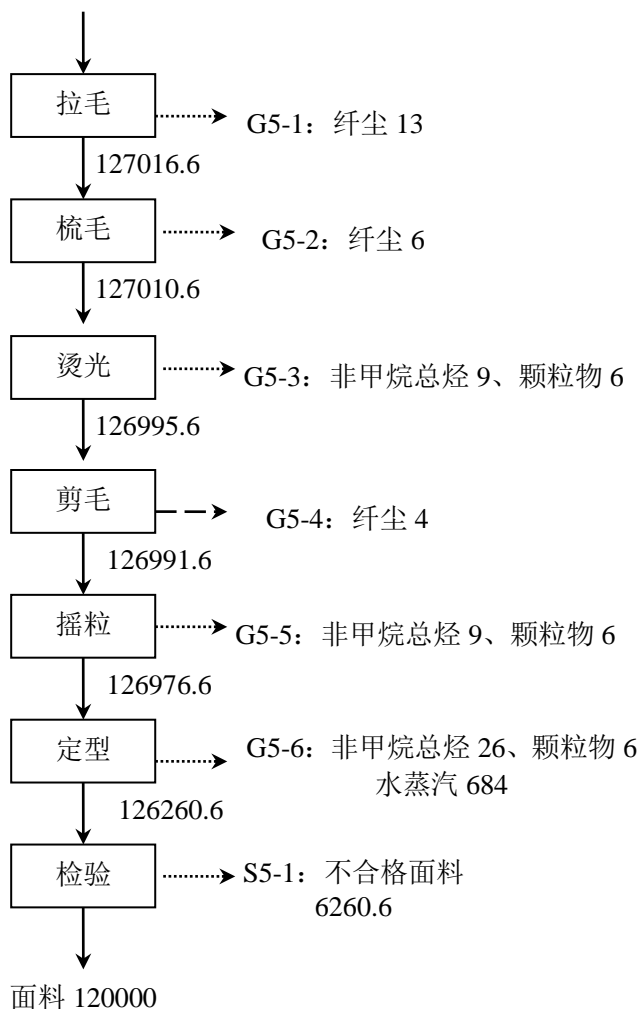 拉毛
G5-1：纤尘 13
127016.6
梳毛
G5-2：纤尘 6
127010.6
烫光
G5-3：非甲烷总烃 9、颗粒物 6
126995.6
剪毛
G5-4：纤尘 4
126991.6
摇粒
G5-5：非甲烷总烃 9、颗粒物 6
126976.6
定型
G5-6：非甲烷总烃 26、颗粒物 6
水蒸汽 684
126260.6
检验
S5-1：不合格面料
6260.6
面料 120000